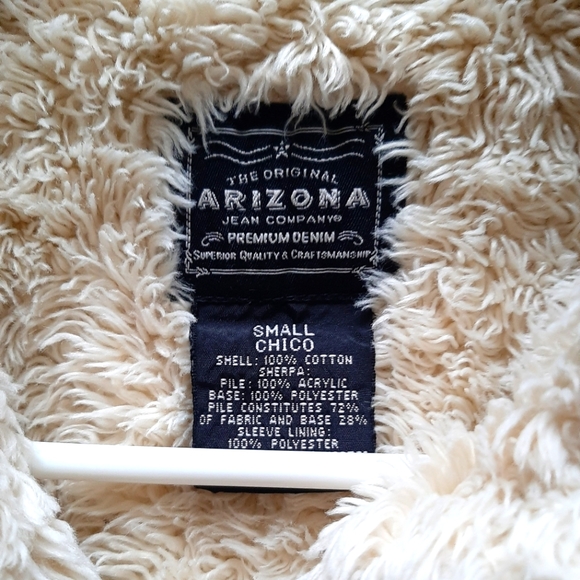 THE ORIGINAL
ARIZONA
JEAN COMPANY®
PREMIUM DENIM
SUPERIOR QUALITY & CRAFTSMANSHIP
SMALL
CHICO
SHELL: 100% COTTON
SHERPA:
PILE: 100% ACRYLIC
BASE: 100% POLYESTER
PILE CONSTITUTES 72%
OF FABRIC AND BASE 28%
SLEEVE LINING:
100% POLYESTER